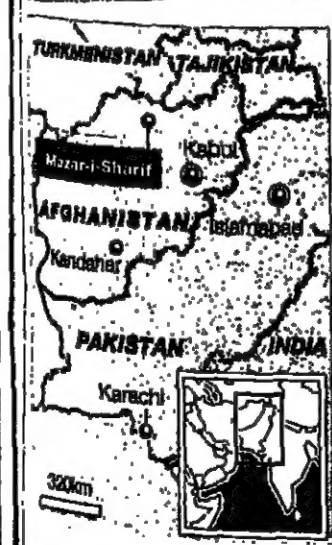 TURKMENISTAN
TAJIKISTAN
Kabul
Mazar-i-Sharif
AFGHANISTAN
Islamabad
Kandahar
PAKISTAN
INDIA
Karachi
320km